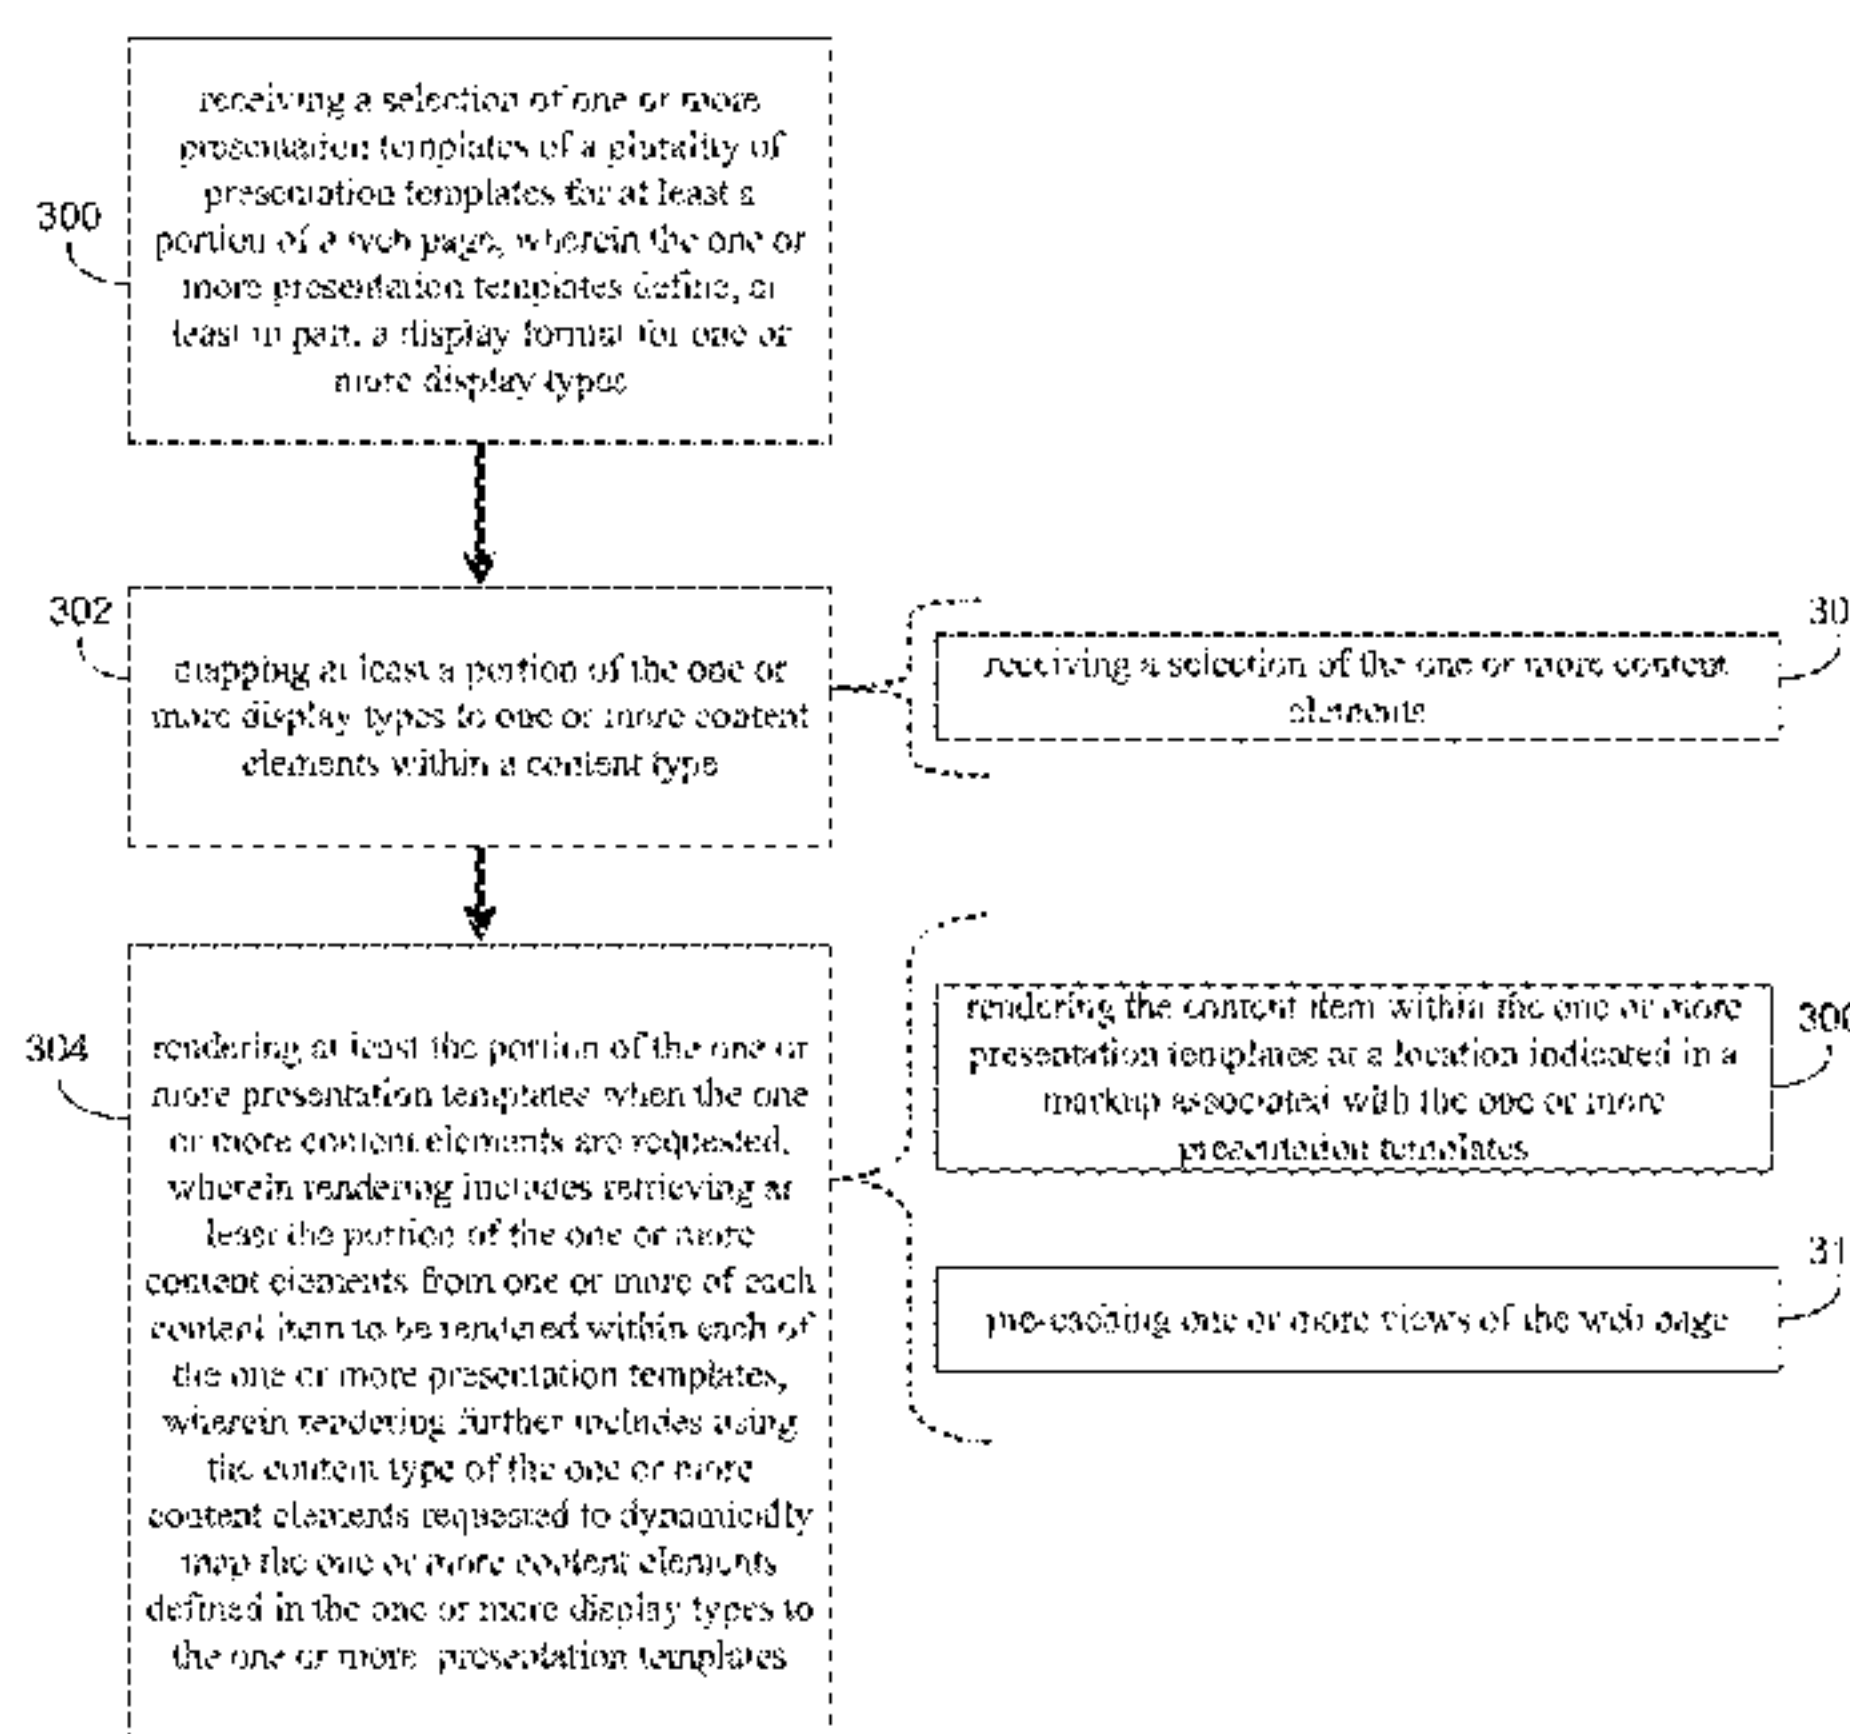 receiving a selection of one or more
presentation templates of a plurality of
presentation templates for at least a
portion of a web page, wherein the one or
more presentation templates define, at
least in part, a display format for one or
more display types
300
302
mapping at least a portion of the one or
more display types to one or more content
elements within a content type
30
receiving a selection of the one or more content
elements
304
rendering at least the portion of the one or
more presentation templates when the one
or more content elements are requested,
wherein rendering includes retrieving at
least the portion of the one or more
content elements from one or more of each
content item to be rendered within each of
the one or more presentation templates,
wherein rendering further includes using
the content type of the one or more
content elements requested to dynamically
map the one or more content elements
defined in the one or more display types to
the one or more presentation templates
rendering the content item within the one or more
presentation templates at a location indicated in a
markup associated with the one or more
presentation templates
31
pre-caching one or more views of the web page